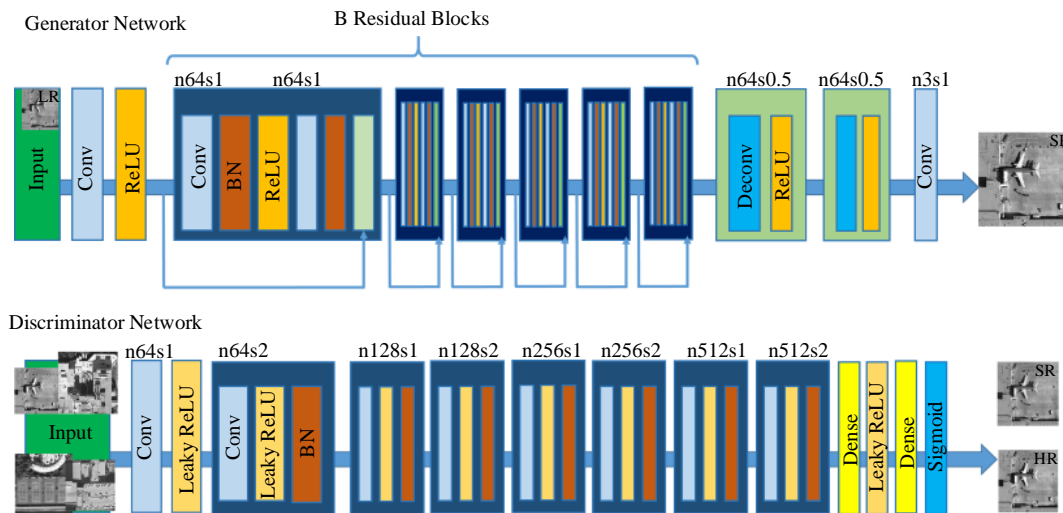 Generator Network
B Residual Blocks
n64s1
n64s1
n64s0.5
n64s0.5
n3s1
LR
Input
Conv
ReLU
Conv
BN
ReLU
Deconv
ReLU
Conv
Discriminator Network
n64s1
n64s2
n128s1
n128s2
n256s1
n256s2
n512s1
n512s2
Input
Conv
Leaky ReLU
Conv
Leaky ReLU
BN
Dense
Leaky ReLU
Dense
Sigmoid
SR
HR